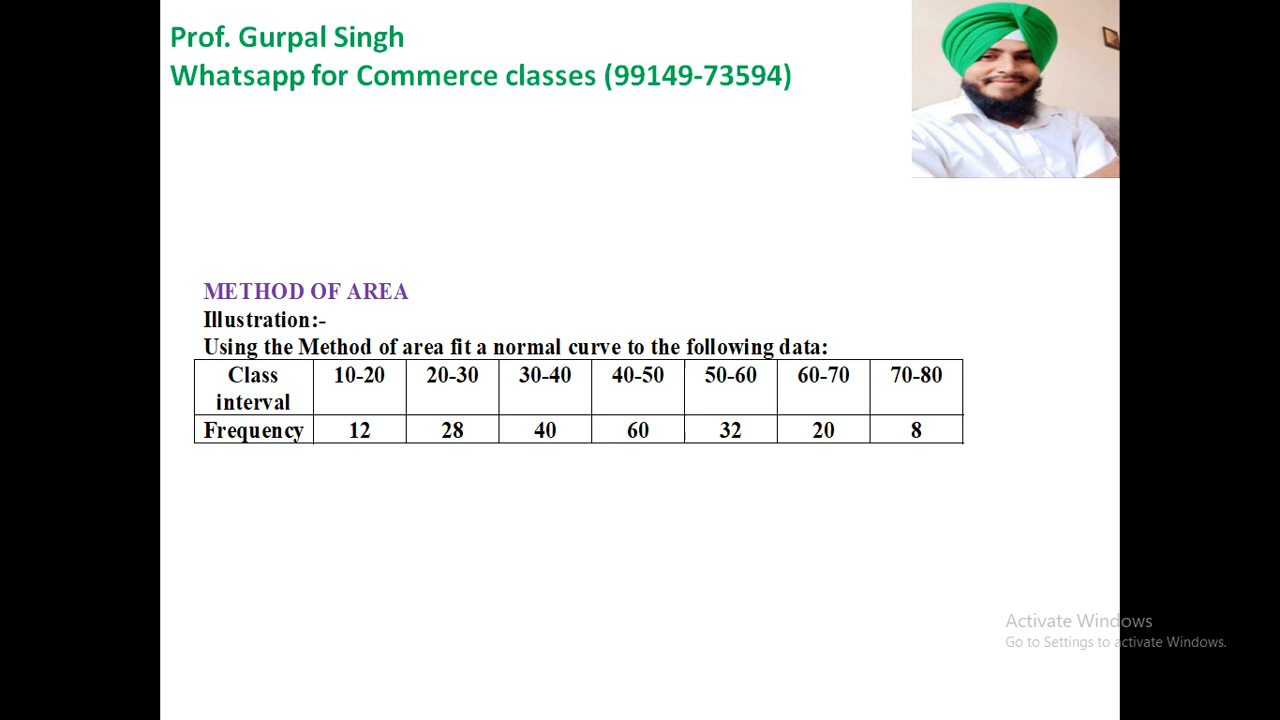 Prof. Gurpal Singh
Whatsapp for Commerce classes (99149-73594)
METHOD OF AREA
Illustration:-
Using the Method of area fit a normal curve to the following data:
Class interval 10-20 20-30 30-40 40-50 50-60 60-70 70-80
Frequency 12 28 40 60 32 20 8
Activate Windows
Go to Settings to activate Windows.